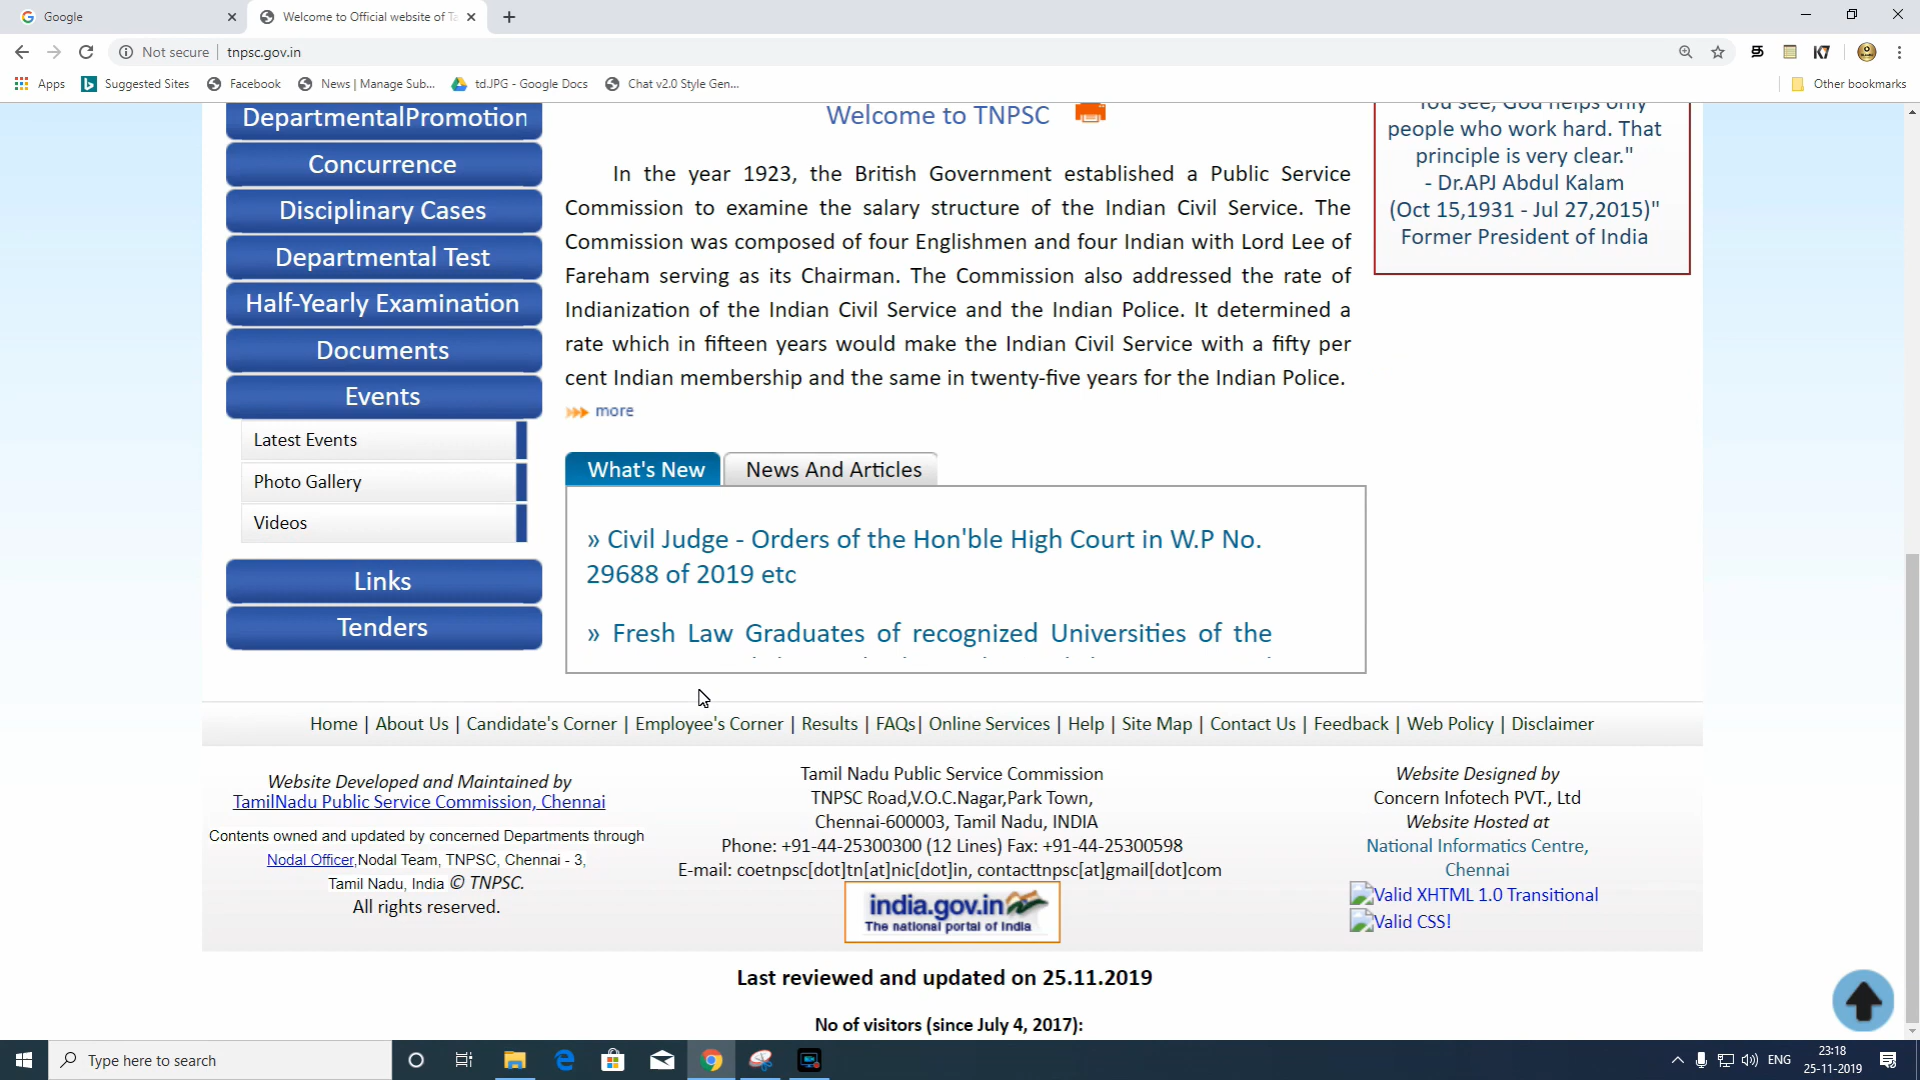 Google
Welcome to Official website of Ta
Not secure
tnpsc.gov.in
Apps
Suggested Sites
Facebook
News | Manage Sub...
td.JPG - Google Docs
Chat v2.0 Style Gen...
Other bookmarks
DepartmentalPromotion
Concurrence
Disciplinary Cases
Departmental Test
Half-Yearly Examination
Documents
Events
Latest Events
Photo Gallery
Videos
Links
Tenders
Welcome to TNPSC
In the year 1923, the British Government established a Public Service
Commission to examine the salary structure of the Indian Civil Service. The
Commission was composed of four Englishmen and four Indian with Lord Lee of
Fareham serving as its Chairman. The Commission also addressed the rate of
Indianization of the Indian Civil Service and the Indian Police. It determined a
rate which in fifteen years would make the Indian Civil Service with a fifty per
cent Indian membership and the same in twenty-five years for the Indian Police.
more
What's New
News And Articles
» Civil Judge - Orders of the Hon'ble High Court in W.P No.
29688 of 2019 etc
» Fresh Law Graduates of recognized Universities of the
"You see, God helps only
people who work hard. That
principle is very clear."
- Dr.APJ Abdul Kalam
(Oct 15,1931 - Jul 27,2015)"
Former President of India
Home | About Us | Candidate's Corner | Employee's Corner | Results | FAQs| Online Services | Help | Site Map | Contact Us | Feedback | Web Policy | Disclaimer
Website Developed and Maintained by
TamilNadu Public Service Commission, Chennai
Contents owned and updated by concerned Departments through
Nodal Officer,Nodal Team, TNPSC, Chennai - 3,
Tamil Nadu, India © TNPSC.
All rights reserved.
Tamil Nadu Public Service Commission
TNPSC Road,V.O.C.Nagar,Park Town,
Chennai-600003, Tamil Nadu, INDIA
Phone: +91-44-25300300 (12 Lines) Fax: +91-44-25300598
E-mail: coetnpsc[dot]tn[at]nic[dot]in, contacttnpsc[at]gmail[dot]com
india.gov.in
The national portal of India
Website Designed by
Concern Infotech PVT., Ltd
Website Hosted at
National Informatics Centre,
Chennai
Valid XHTML 1.0 Transitional
Valid CSS!
Last reviewed and updated on 25.11.2019
No of visitors (since July 4, 2017):
Type here to search
ENG
23:18
25-11-2019